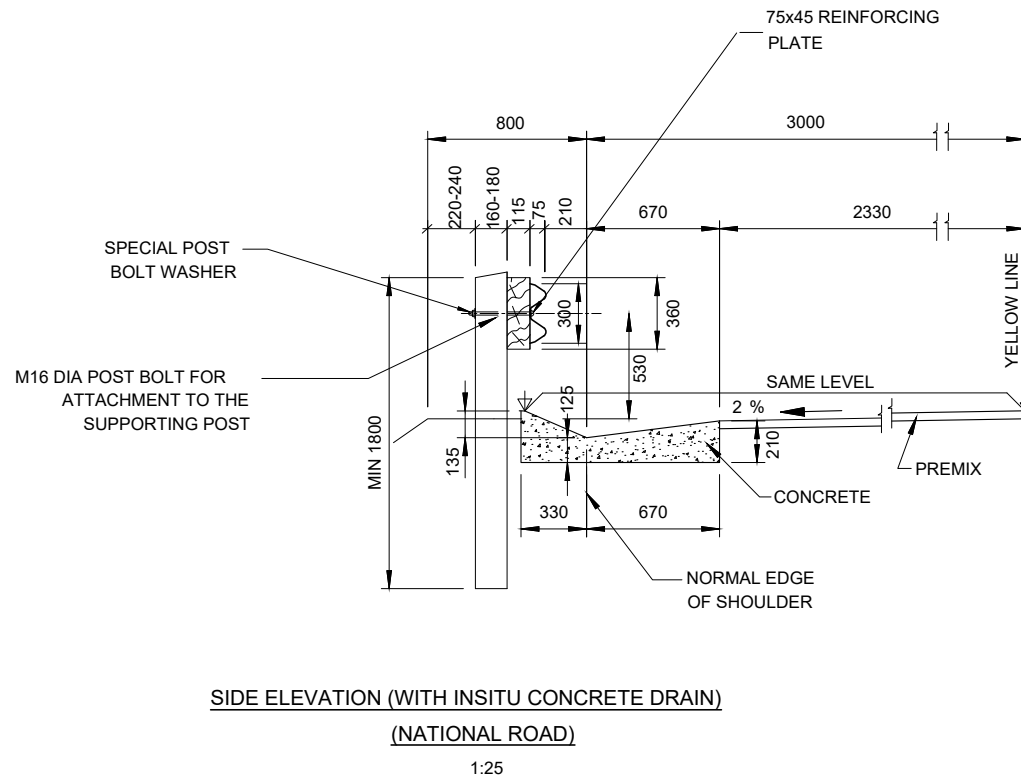 75x45 REINFORCING
PLATE
800
3000
220-240
160-180
115
75
210
670
2330
SPECIAL POST
BOLT WASHER
YELLOW LINE
300
360
M16 DIA POST BOLT FOR
ATTACHMENT TO THE
SUPPORTING POST
530
SAME LEVEL
MIN 1800
125
2 %
135
210
PREMIX
CONCRETE
330
670
NORMAL EDGE
OF SHOULDER
SIDE ELEVATION (WITH INSITU CONCRETE DRAIN)
(NATIONAL ROAD)
1:25